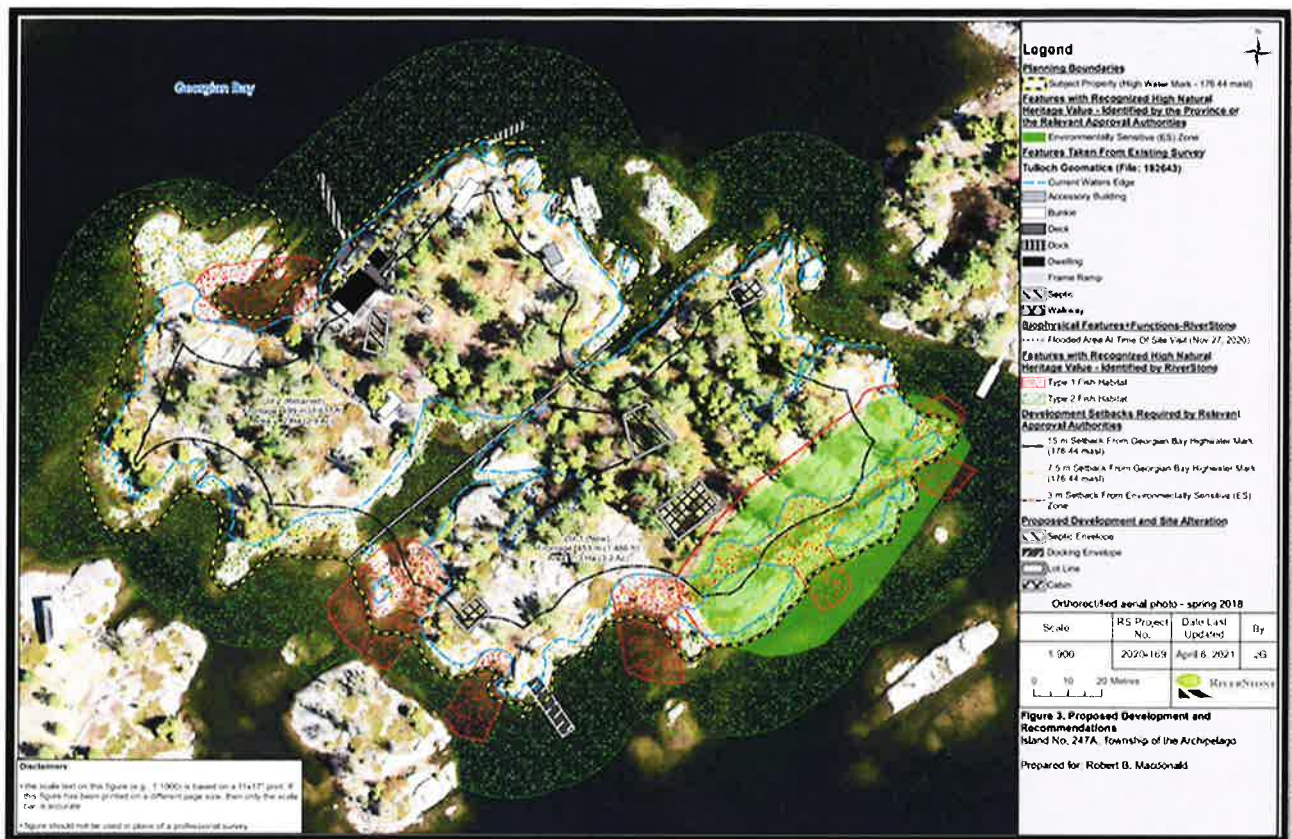 Georgian Bay
Legend
Planning Boundaries
Subject Property (High Water Mark - 176.44 masl)
Features with Recognized High Natural
Heritage Value - Identified by the Province or
the Relevant Approval Authorities
Environmentally Sensitive (ES) Zone
Features Taken From Existing Survey
Tulloch Geomatics (File: 182643)
Current Waters Edge
Accessory Building
Bunkie
Deck
Dock
Dwelling
Frame Ramp
Septic
Walkway
Biophysical Features+Functions-RiverStone
Flooded Area At Time Of Site Visit (Nov 27, 2020)
Features with Recognized High Natural
Heritage Value - Identified by RiverStone
Type 1 Fish Habitat
Type 2 Fish Habitat
Development Setbacks Required by Relevant
Approval Authorities
15 m Setback From Georgian Bay Highwater Mark
(176.44 masl)
7.5 m Setback From Georgian Bay Highwater Mark
(176.44 masl)
3 m Setback From Environmentally Sensitive (ES)
Zone
Proposed Development and Site Alteration
Septic Envelope
Docking Envelope
Lot Line
Cabin
Orthorectified aerial photo - spring 2018
Scale RS Project No. Date Last Updated By
1:900 2020-169 April 6, 2021 JG
0 10 20 Metres
RIVERSTONE
Figure 3. Proposed Development and
Recommendations
Island No. 247A, Township of the Archipelago
Prepared for: Robert B. Macdonald
Disclaimers
the scale text on this figure (e.g., 1:1000) is based on a 11x17" print. If
this figure has been printed on a different page size, then only the scale
bar is accurate
figure should not be used in place of a professional survey